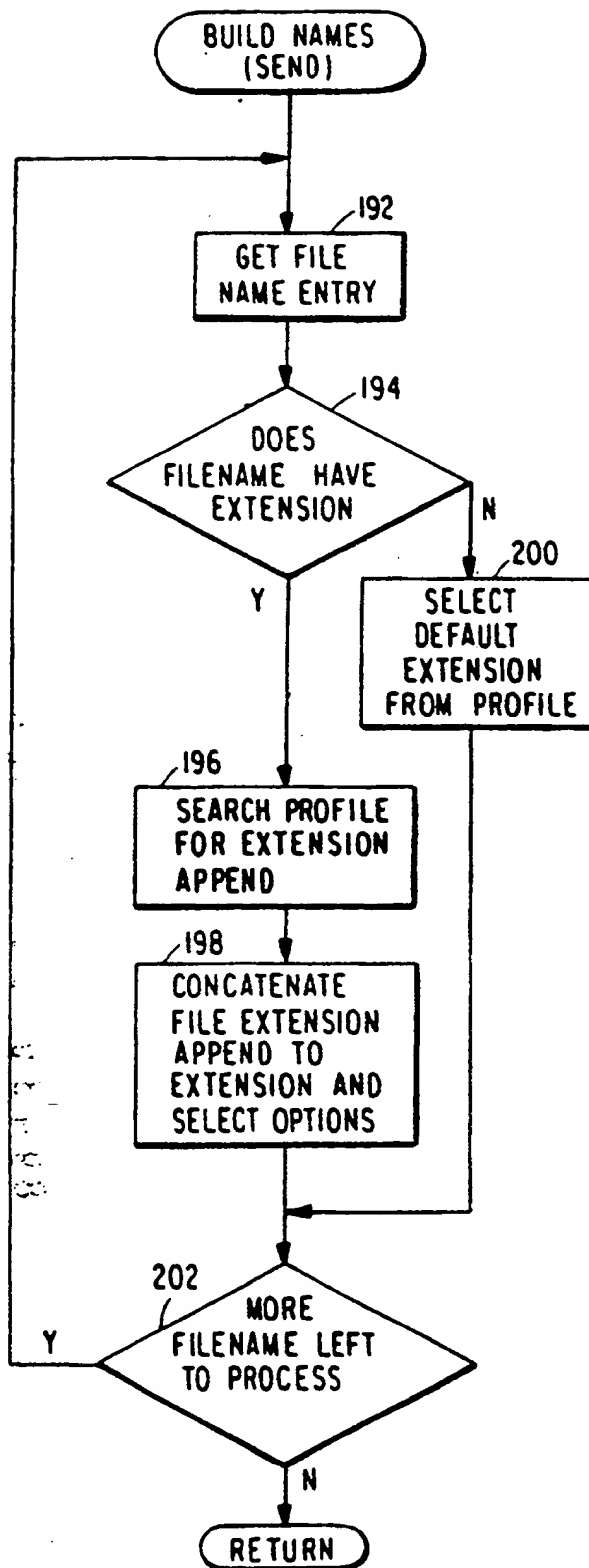 BUILD NAMES
(SEND)
192
GET FILE
NAME ENTRY
194
DOES
FILENAME HAVE
EXTENSION
N
Y
200
SELECT
DEFAULT
EXTENSION
FROM PROFILE
196
SEARCH PROFILE
FOR EXTENSION
APPEND
198
CONCATENATE
FILE EXTENSION
APPEND TO
EXTENSION AND
SELECT OPTIONS
202
MORE
FILENAME LEFT
TO PROCESS
Y
N
RETURN